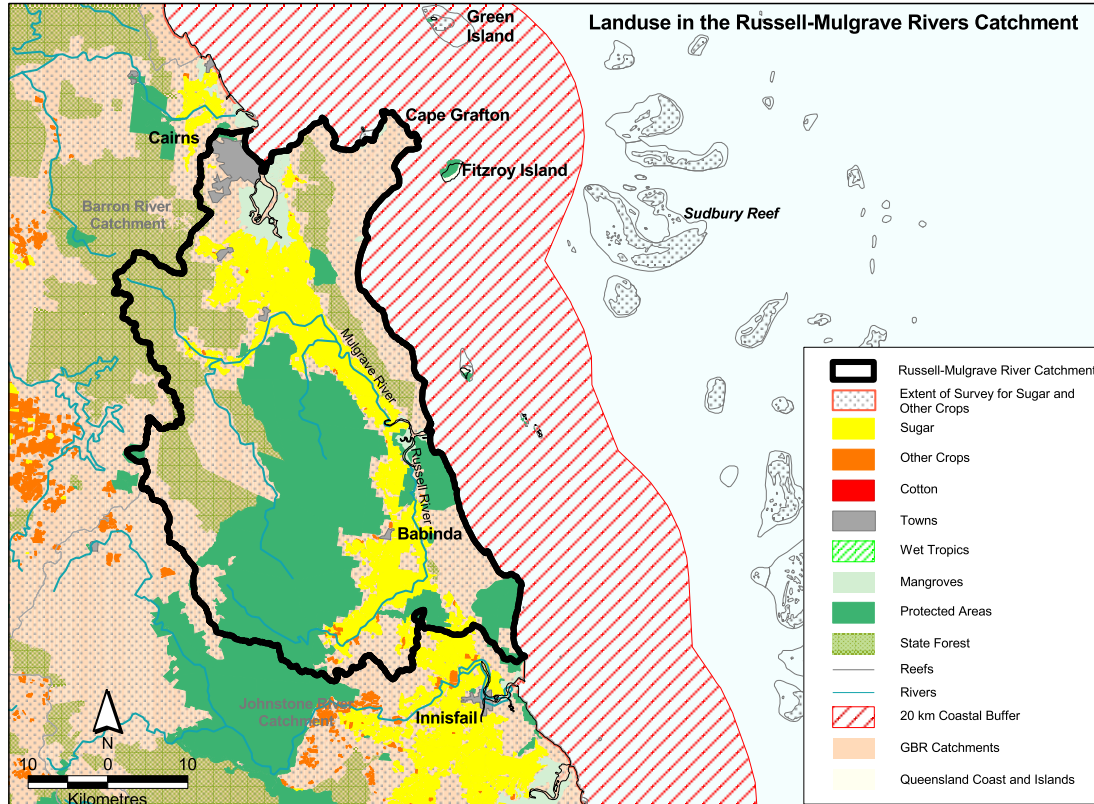 Landuse in the Russell-Mulgrave Rivers Catchment
Green
Island
Cape Grafton
Cairns
Fitzroy Island
Barron River
Catchment
Sudbury Reef
Mulgrave River
Russell River
Babinda
Johnstone River
Catchment
Innisfail
N
10 0 10
Kilometres
Russell-Mulgrave River Catchment
Extent of Survey for Sugar and
Other Crops
Sugar
Other Crops
Cotton
Towns
Wet Tropics
Mangroves
Protected Areas
State Forest
Reefs
Rivers
20 km Coastal Buffer
GBR Catchments
Queensland Coast and Islands